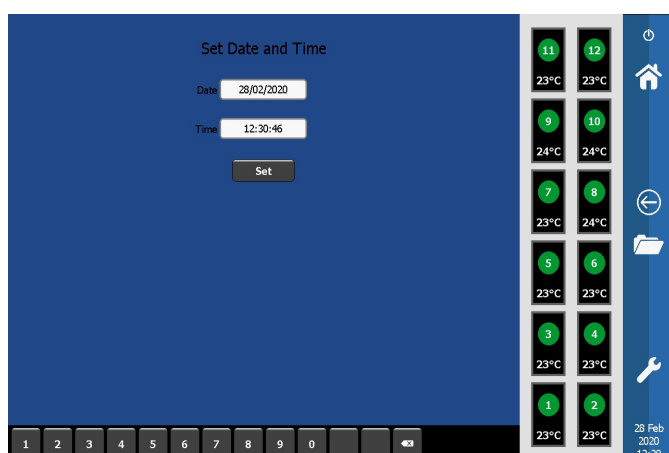 Set Date and Time
Date 28/02/2020
Time 12:30:46
Set
1 2 3 4 5 6 7 8 9 0
11 12
23°C 23°C
9 10
24°C 24°C
7 8
23°C 24°C
5 6
23°C 23°C
3 4
23°C 23°C
1 2
23°C 23°C
28 Feb
2020